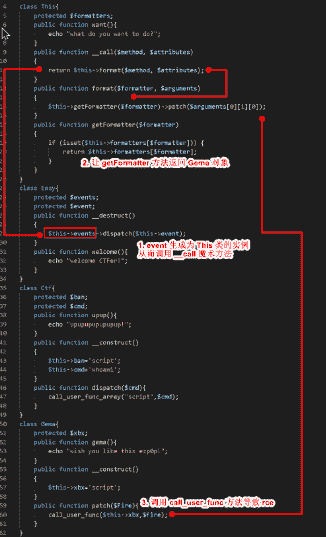 class This{
protected $formatters;
public function want(){
echo "what do you want to do?";
}
public function __call($method, $attributes)
{
return $this->format($method, $attributes);
}
public function format($formatter, $arguments)
{
$this->getFormatter($formatter)->patch($arguments[0][1][0]);
}
public function getFormatter($formatter)
{
if (isset($this->formatters[$formatter])) {
return $this->formatters[$formatter];
2. 让 getFormatter 方法返回 Gema 对象
}
}
}
class Easy{
protected $events;
protected $event;
public function __destruct()
{
$this->events->dispatch($this->event);
1. event 生成为 This 类的实例
}
从而调用 __call 魔术方法
public function welcome(){
echo "welcome CTFer!";
}
}
class Ctf{
protected $ban;
protected $cmd;
public function upup(){
echo "upupupupupupup!";
}
public function __construct()
{
$this->ban='script';
$this->cmd='whoami';
}
public function dispatch($cmd){
call_user_func_array("script",$cmd);
}
}
class Gema{
protected $xbx;
public function gema(){
echo "wish you like this ezp0p!";
}
public function __construct()
{
$this->xbx='script';
}
3. 调用 call_user_func 方法导致 rce
public function patch($Fire){
call_user_func($this->xbx,$Fire);
}
}